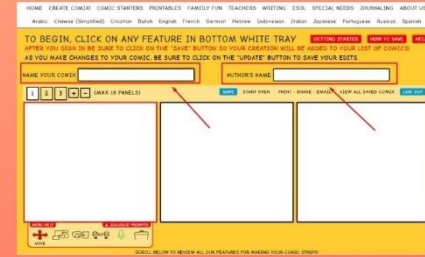 HOME CREATE COMIX! COMIC STARTERS PRINTABLES FAMILY FUN TEACHERS WRITING ESOL SPECIAL NEEDS JOURNALING ABOUT US
Arabic Chinese (Simplified) Croatian Dutch English French German Hebrew Indonesian Italian Japanese Portuguese Russian Spanish
TO BEGIN, CLICK ON ANY FEATURE IN BOTTOM WHITE TRAY GETTING STARTED HOW TO SAVE HEL
AFTER YOU SIGN IN BE SURE TO CLICK ON THE "SAVE" BUTTON SO YOUR CREATION WILL BE ADDED TO YOUR LIST OF COMICS!
AS YOU MAKE CHANGES TO YOUR COMIC, BE SURE TO CLICK ON THE "UPDATE" BUTTON TO SAVE YOUR EDITS.
NAME YOUR COMIX AUTHOR'S NAME
1 2 3 + - (MAX.18 PANELS) SAVE START OVER PRINT - SHARE - EMAIL VIEW ALL SAVED COMIX LOG OUT
MENU HELP & DIALOGUE PROMPTS
MOVE
SCROLL BELOW TO REVIEW ALL OUR FEATURES FOR MAKING YOUR COMIC STRIPS!